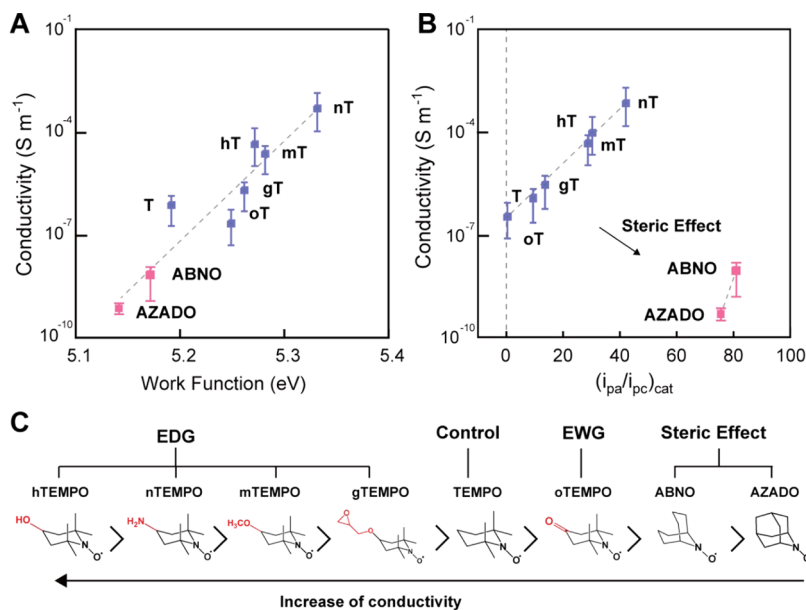 A
Conductivity (S m⁻¹)
10⁻¹
10⁻⁴
10⁻⁷
10⁻¹⁰
nT
hT
mT
gT
T
oT
ABNO
AZADO
5.1 5.2 5.3 5.4
Work Function (eV)
B
Conductivity (S m⁻¹)
10⁻¹
10⁻⁴
10⁻⁷
10⁻¹⁰
nT
hT
mT
gT
T
oT
Steric Effect
ABNO
AZADO
0 20 40 60 80 100
(iₚₐ/iₚc)cat
C
EDG Control EWG Steric Effect
hTEMPO nTEMPO mTEMPO gTEMPO TEMPO oTEMPO ABNO AZADO
HO N-O• > H₂N N-O• > H₃CO N-O• > O O N-O• > N-O• > O N-O• > N-O• > N-O•
Increase of conductivity